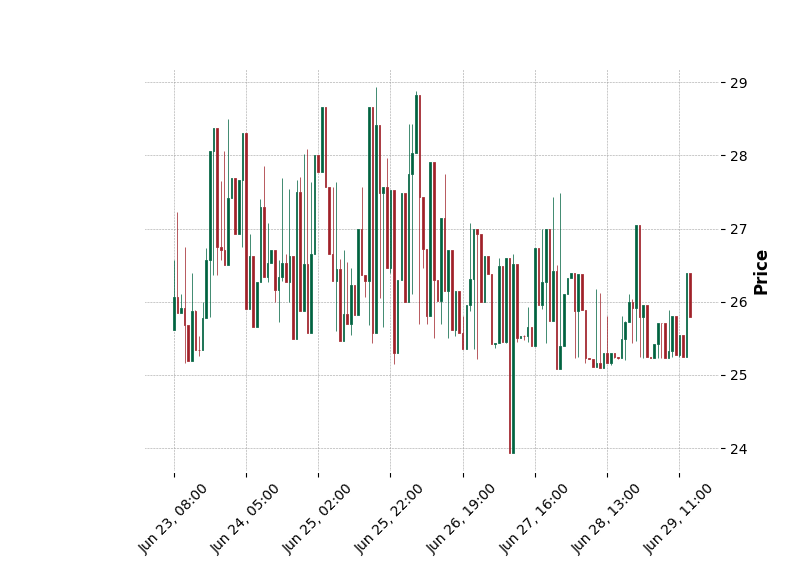 29
28
27
26
25
24
Price
Jun 23, 08:00
Jun 24, 05:00
Jun 25, 02:00
Jun 25, 22:00
Jun 26, 19:00
Jun 27, 16:00
Jun 28, 13:00
Jun 29, 11:00